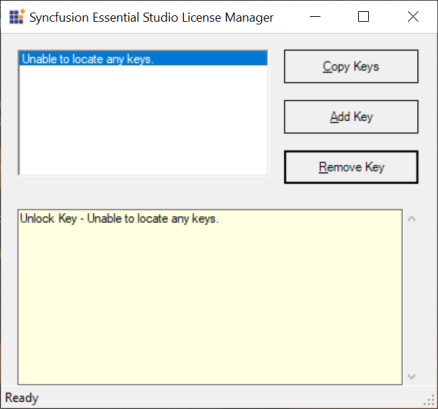 Syncfusion Essential Studio License Manager
Unable to locate any keys.
Copy Keys
Add Key
Remove Key
Unlock Key - Unable to locate any keys.
Ready